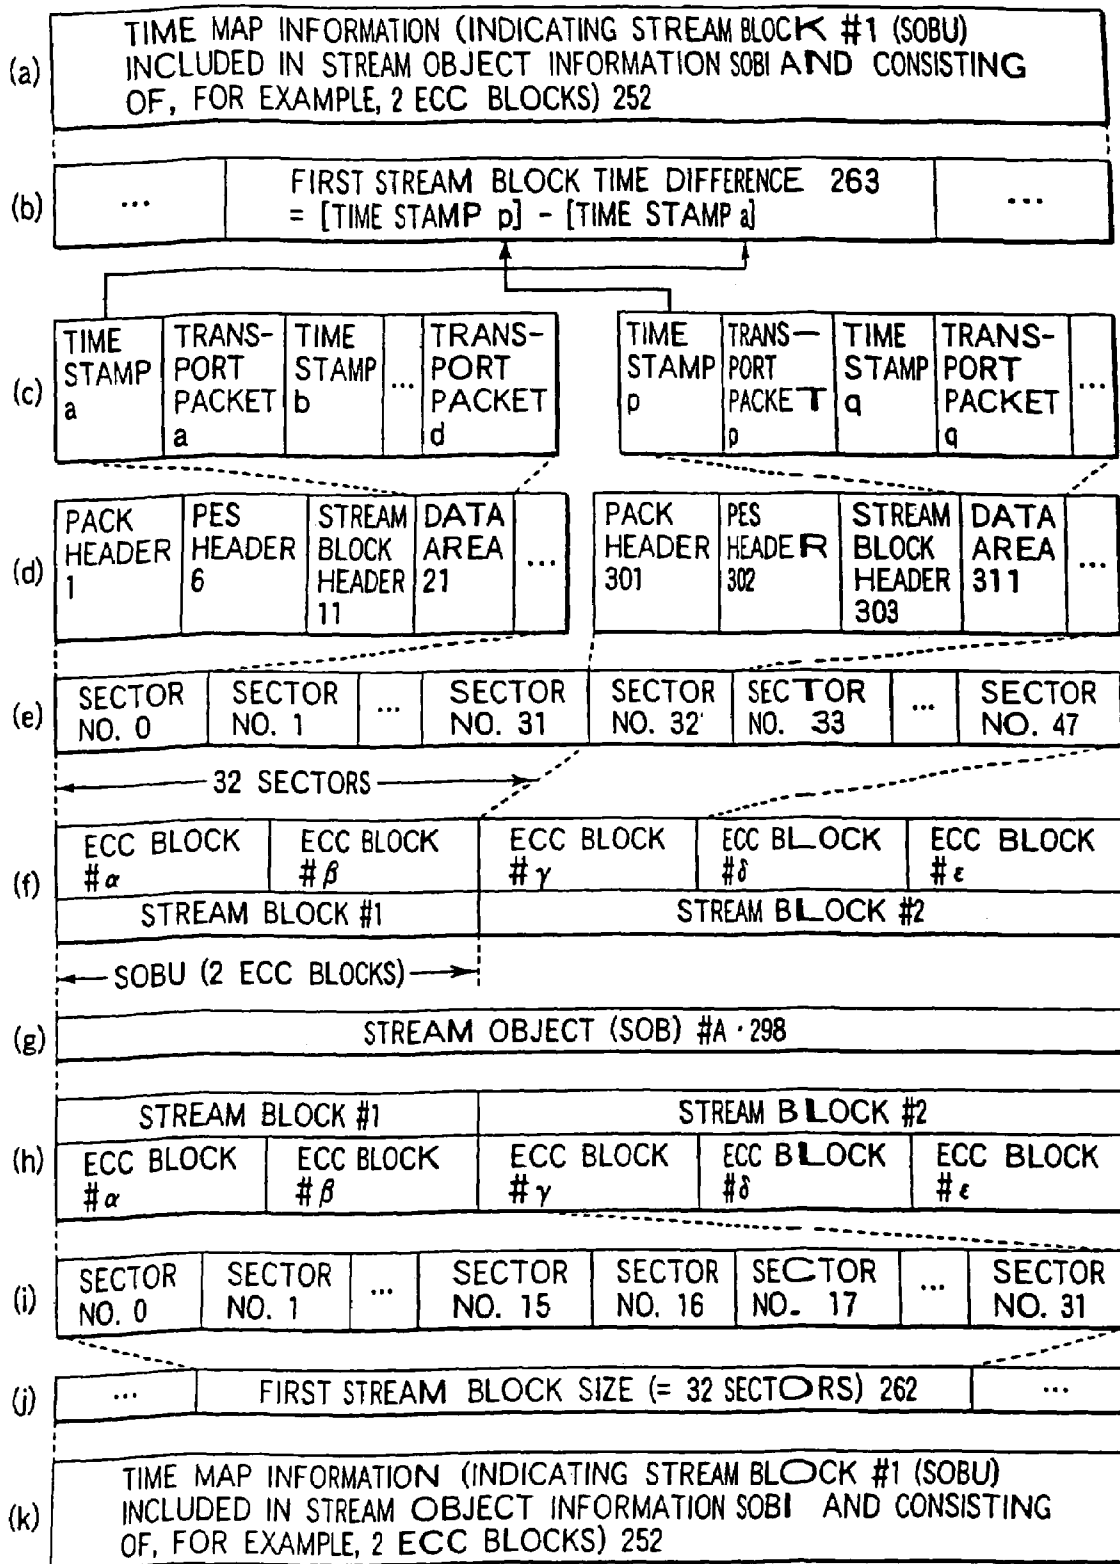 (a)
TIME MAP INFORMATION (INDICATING STREAM BLOCK #1 (SOBU)
INCLUDED IN STREAM OBJECT INFORMATION SOBI AND CONSISTING
OF, FOR EXAMPLE, 2 ECC BLOCKS) 252
(b)
...
FIRST STREAM BLOCK TIME DIFFERENCE 263
= [TIME STAMP p] - [TIME STAMP a]
...
(c)
TIME
STAMP
a
TRANS-
PORT
PACKET
a
TIME
STAMP
b
...
TRANS-
PORT
PACKET
d
TIME
STAMP
p
TRANS-
PORT
PACKET
p
TIME
STAMP
q
TRANS-
PORT
PACKET
q
...
(d)
PACK
HEADER
1
PES
HEADER
6
STREAM
BLOCK
HEADER
11
DATA
AREA
21
...
PACK
HEADER
301
PES
HEADER
302
STREAM
BLOCK
HEADER
303
DATA
AREA
311
...
(e)
SECTOR
NO. 0
SECTOR
NO. 1
...
SECTOR
NO. 31
SECTOR
NO. 32
SECTOR
NO. 33
...
SECTOR
NO. 47
32 SECTORS
(f)
ECC BLOCK
#α
ECC BLOCK
#β
ECC BLOCK
#γ
ECC BLOCK
#δ
ECC BLOCK
#ε
STREAM BLOCK #1
STREAM BLOCK #2
SOBU (2 ECC BLOCKS)
(g)
STREAM OBJECT (SOB) #A · 298
(h)
STREAM BLOCK #1
STREAM BLOCK #2
ECC BLOCK
#α
ECC BLOCK
#β
ECC BLOCK
#γ
ECC BLOCK
#δ
ECC BLOCK
#ε
(i)
SECTOR
NO. 0
SECTOR
NO. 1
...
SECTOR
NO. 15
SECTOR
NO. 16
SECTOR
NO. 17
...
SECTOR
NO. 31
(j)
...
FIRST STREAM BLOCK SIZE (= 32 SECTORS) 262
...
(k)
TIME MAP INFORMATION (INDICATING STREAM BLOCK #1 (SOBU)
INCLUDED IN STREAM OBJECT INFORMATION SOBI AND CONSISTING
OF, FOR EXAMPLE, 2 ECC BLOCKS) 252